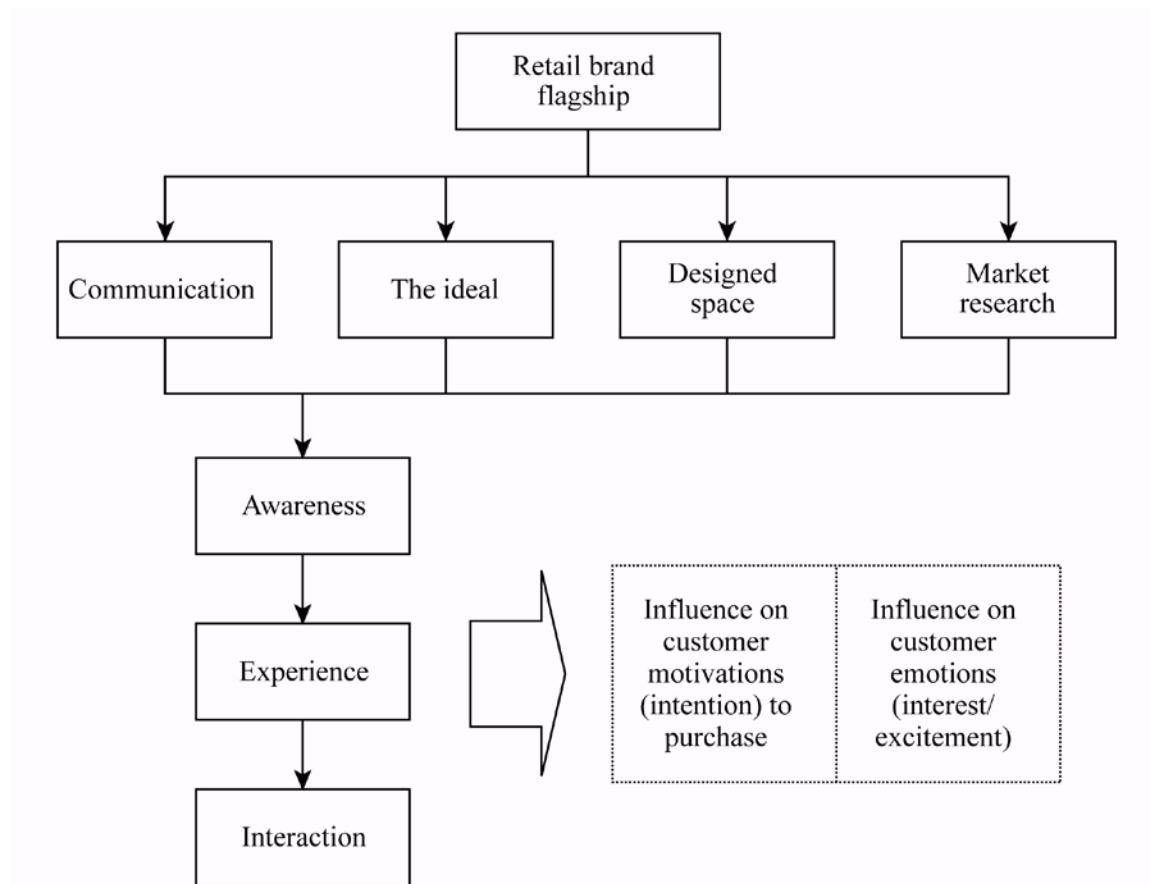 Retail brand
flagship
Communication
The ideal
Designed
space
Market
research
Awareness
Experience
Influence on
customer
motivations
(intention) to
purchase
Influence on
customer
emotions
(interest/
excitement)
Interaction